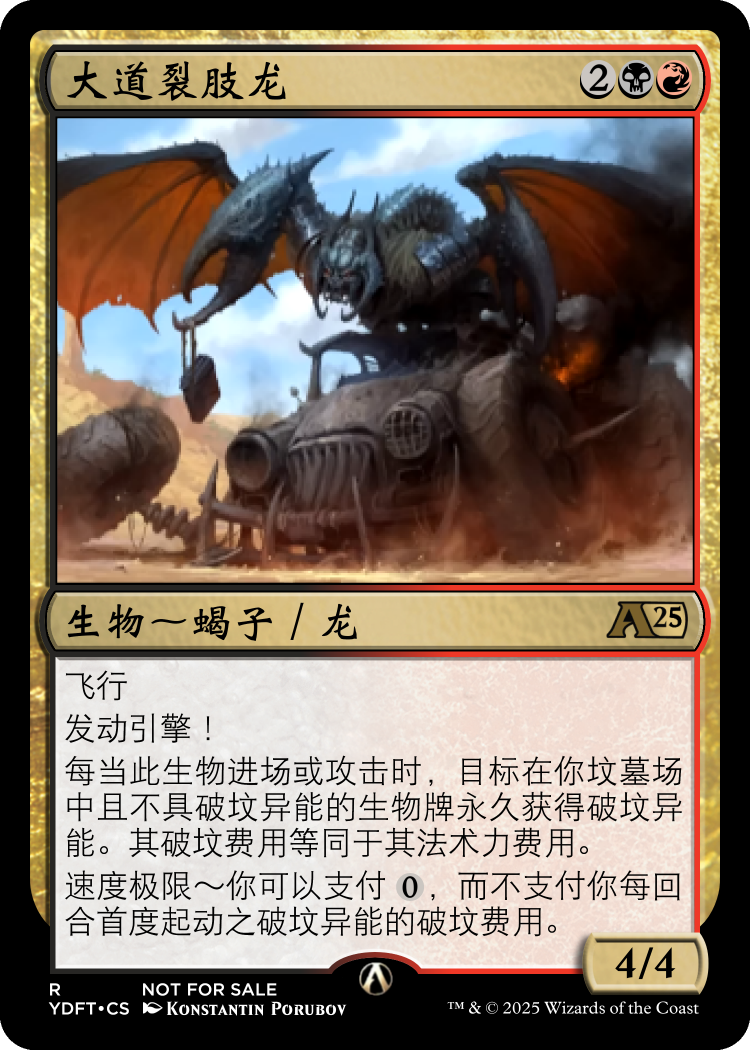 大道裂肢龙 2
生物～蝎子 / 龙 A25
飞行
发动引擎！
每当此生物进场或攻击时，目标在你坟墓场
中且不具破坟异能的生物牌永久获得破坟异
能。其破坟费用等同于其法术力费用。
速度极限～你可以支付 0，而不支付你每回
合首度起动之破坟异能的破坟费用。
4/4
R NOT FOR SALE
YDFT•CS KONSTANTIN PORUBOV ™ & © 2025 Wizards of the Coast